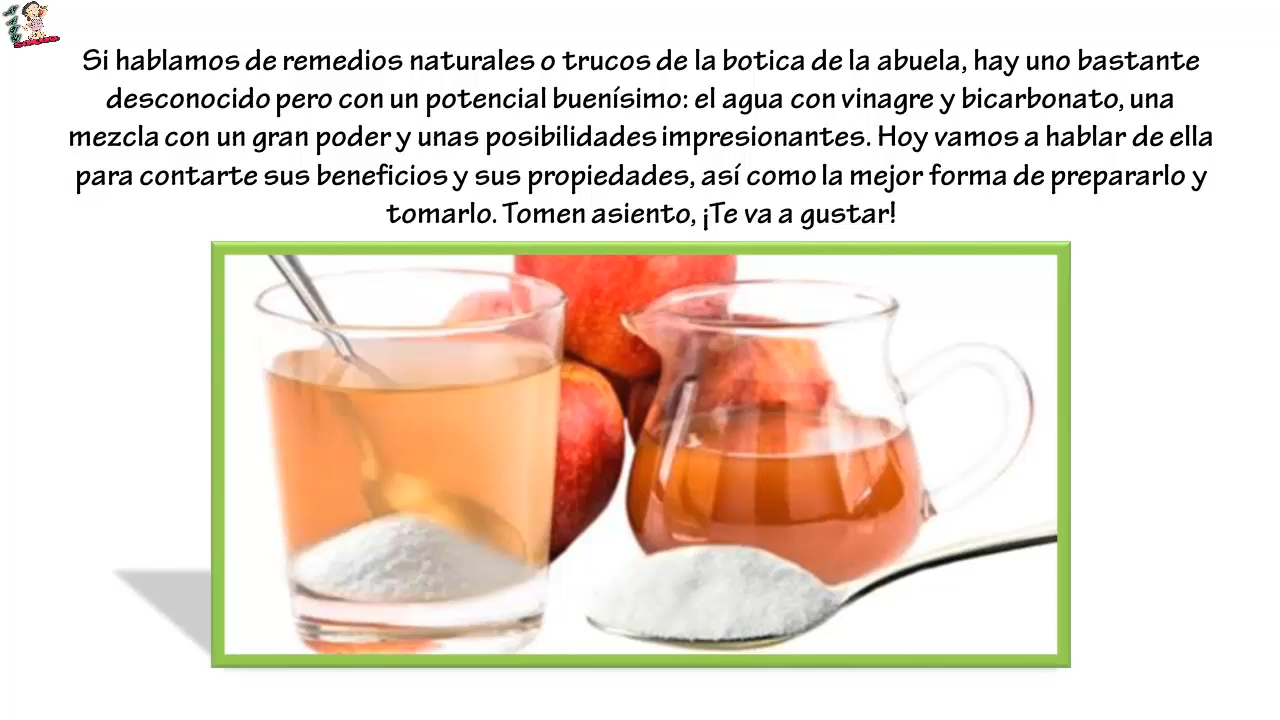 Si hablamos de remedios naturales o trucos de la botica de la abuela, hay uno bastante
desconocido pero con un potencial buenísimo: el agua con vinagre y bicarbonato, una
mezcla con un gran poder y unas posibilidades impresionantes. Hoy vamos a hablar de ella
para contarte sus beneficios y sus propiedades, así como la mejor forma de prepararlo y
tomarlo. Tomen asiento, ¡Te va a gustar!